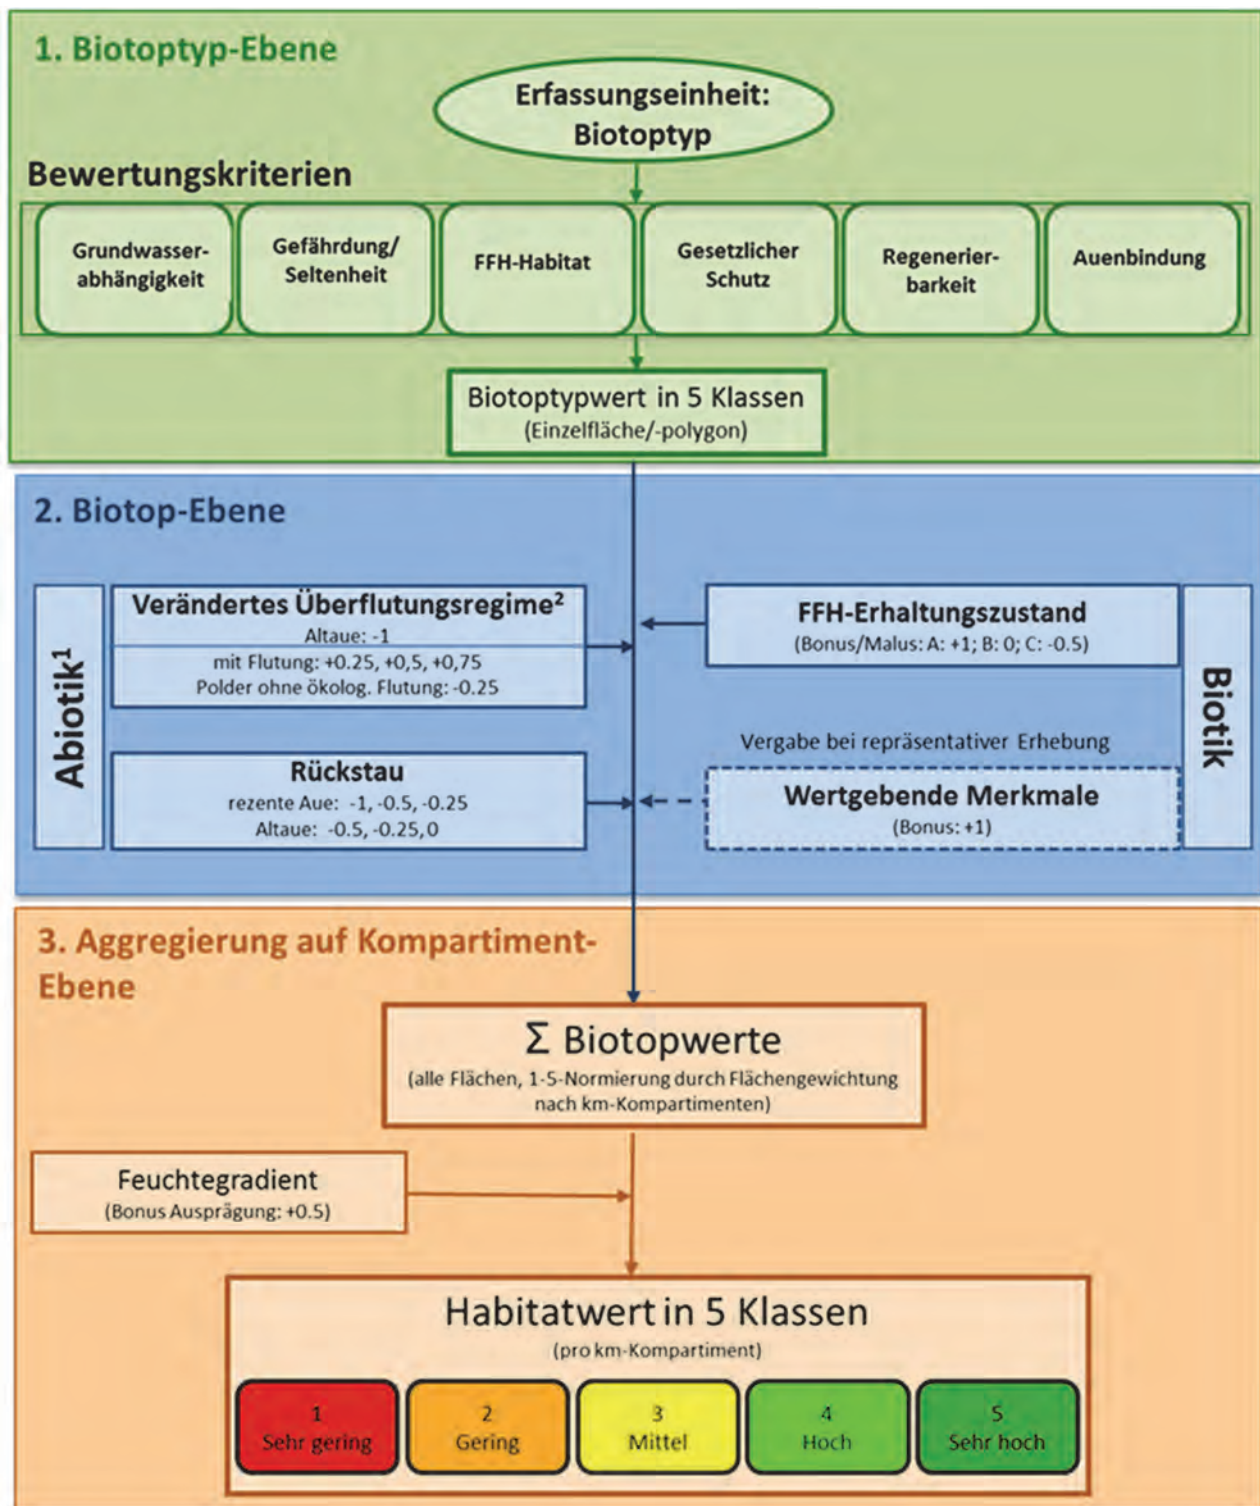 1. Biotoptyp-Ebene
Erfassungseinheit:
Biotoptyp
Bewertungskriterien
Grundwasser-
abhängigkeit
Gefährdung/
Seltenheit
FFH-Habitat
Gesetzlicher
Schutz
Regenerier-
barkeit
Auenbindung
Biotoptypwert in 5 Klassen
(Einzelfläche/-polygon)
2. Biotop-Ebene
Abiotik¹
Verändertes Überflutungsregime²
Altaue: -1
mit Flutung: +0.25, +0,5, +0,75
Polder ohne ökolog. Flutung: -0.25
Rückstau
rezente Aue: -1, -0.5, -0.25
Altaue: -0.5, -0.25, 0
FFH-Erhaltungszustand
(Bonus/Malus: A: +1; B: 0; C: -0.5)
Vergabe bei repräsentativer Erhebung
Wertgebende Merkmale
(Bonus: +1)
Biotik
3. Aggregierung auf Kompartiment-
Ebene
Σ Biotopwerte
(alle Flächen, 1-5-Normierung durch Flächengewichtung
nach km-Kompartimenten)
Feuchtegradient
(Bonus Ausprägung: +0.5)
Habitatwert in 5 Klassen
(pro km-Kompartiment)
1
Sehr gering
2
Gering
3
Mittel
4
Hoch
5
Sehr hoch